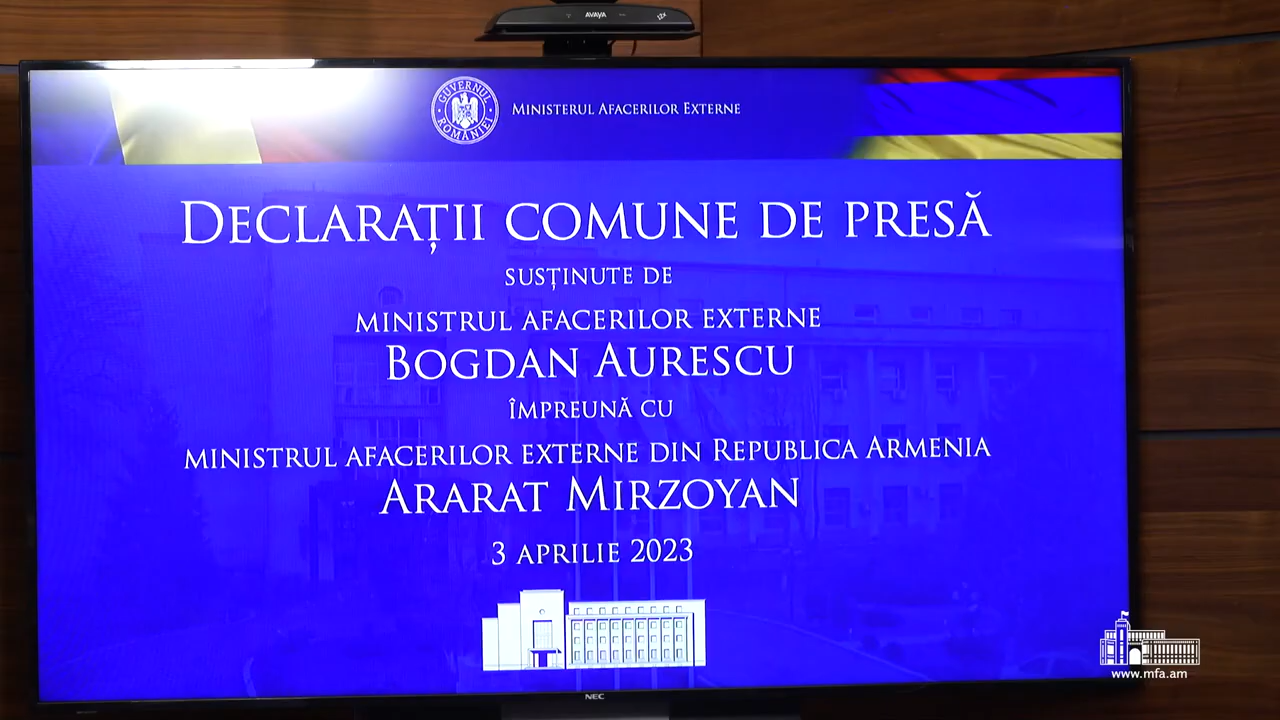 AVAYA
GUVERNUL ROMÂNIEI
MINISTERUL AFACERILOR EXTERNE
DECLARAȚII COMUNE DE PRESĂ
SUSȚINUTE DE
MINISTRUL AFACERILOR EXTERNE
BOGDAN AURESCU
ÎMPREUNĂ CU
MINISTRUL AFACERILOR EXTERNE DIN REPUBLICA ARMENIA
ARARAT MIRZOYAN
3 APRILIE 2023
www.mfa.am
NEC